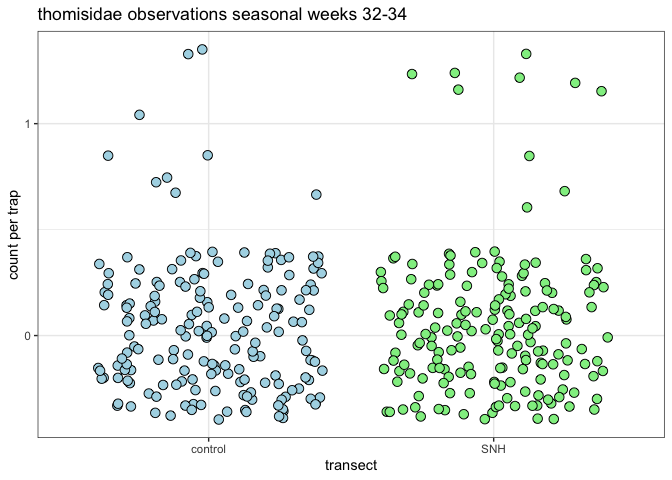 thomisidae observations seasonal weeks 32-34
count per trap
1
0
control SNH
transect